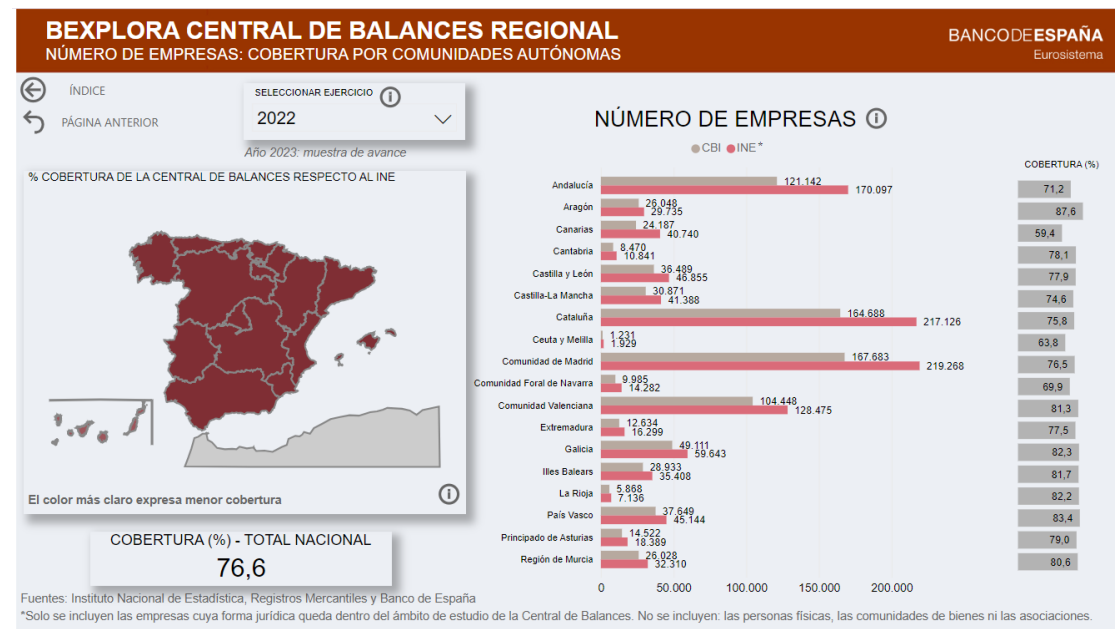 BEXPLORA CENTRAL DE BALANCES REGIONAL
NÚMERO DE EMPRESAS: COBERTURA POR COMUNIDADES AUTÓNOMAS
BANCODEESPAÑA
Eurosistema
ÍNDICE
PÁGINA ANTERIOR
SELECCIONAR EJERCICIO
2022
Año 2023: muestra de avance
% COBERTURA DE LA CENTRAL DE BALANCES RESPECTO AL INE
El color más claro expresa menor cobertura
COBERTURA (%) - TOTAL NACIONAL
76,6
NÚMERO DE EMPRESAS
CBI INE*
COBERTURA (%)
Andalucía 121.142 170.097 71,2
Aragón 26.048 29.735 87,6
Canarias 24.187 40.740 59,4
Cantabria 8.470 10.841 78,1
Castilla y León 36.489 46.855 77,9
Castilla-La Mancha 30.871 41.388 74,6
Cataluña 164.688 217.126 75,8
Ceuta y Melilla 1.231 1.929 63,8
Comunidad de Madrid 167.683 219.268 76,5
Comunidad Foral de Navarra 9.985 14.282 69,9
Comunidad Valenciana 104.448 128.475 81,3
Extremadura 12.634 16.299 77,5
Galicia 49.111 59.643 82,3
Illes Balears 28.933 35.408 81,7
La Rioja 5.868 7.136 82,2
País Vasco 37.649 45.144 83,4
Principado de Asturias 14.522 18.389 79,0
Región de Murcia 26.028 32.310 80,6
0 50.000 100.000 150.000 200.000
Fuentes: Instituto Nacional de Estadística, Registros Mercantiles y Banco de España
*Solo se incluyen las empresas cuya forma jurídica queda dentro del ámbito de estudio de la Central de Balances. No se incluyen: las personas físicas, las comunidades de bienes ni las asociaciones.